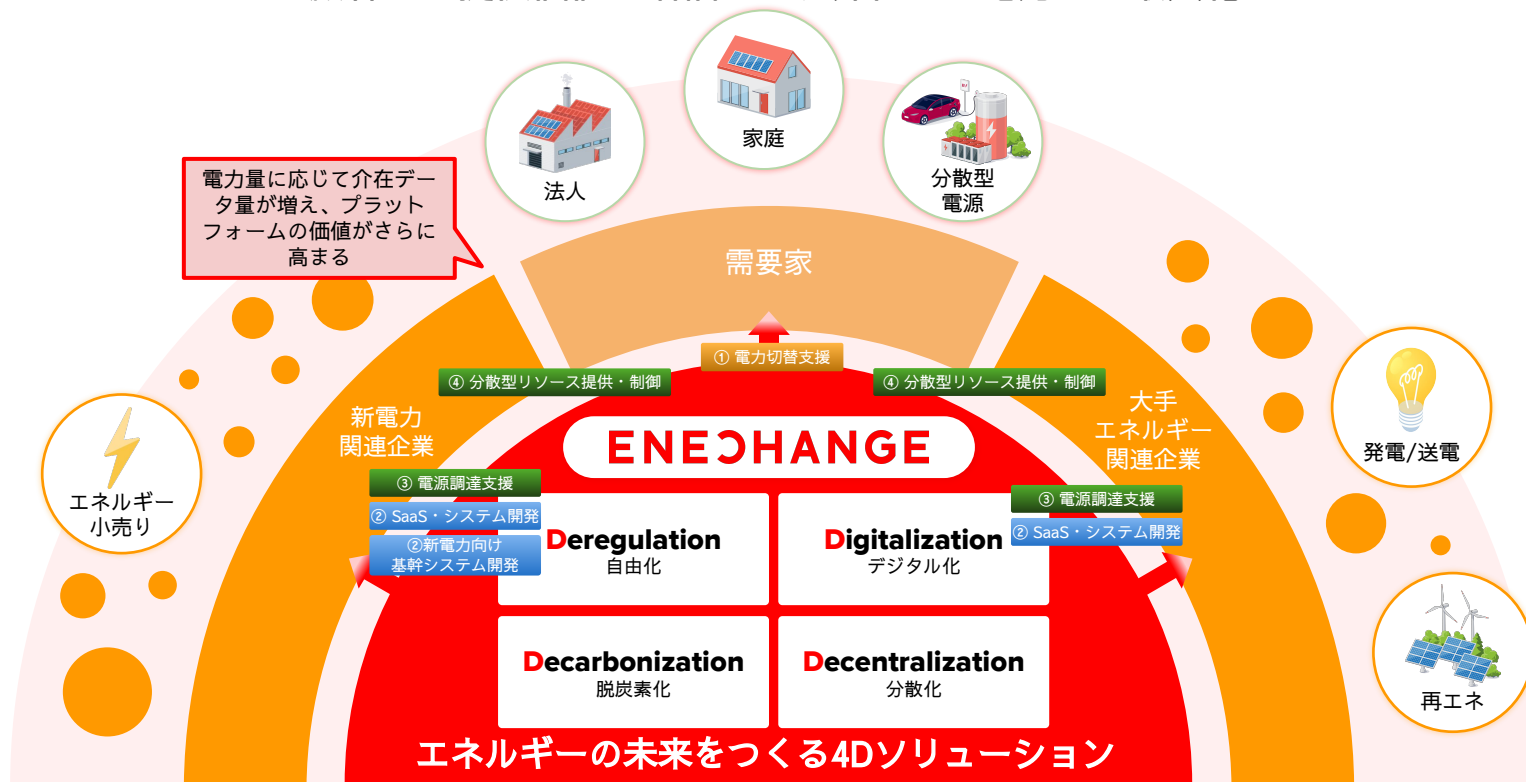 家庭
法人
分散型
電源
電力量に応じて介在デー
タ量が増え、プラット
フォームの価値がさらに
高まる
需要家
① 電力切替支援
④ 分散型リソース提供・制御
④ 分散型リソース提供・制御
新電力
関連企業
大手
エネルギー
関連企業
ENECHANGE
エネルギー
小売り
発電/送電
③ 電源調達支援
② SaaS・システム開発
②新電力向け
基幹システム開発
③ 電源調達支援
② SaaS・システム開発
Deregulation
自由化
Digitalization
デジタル化
Decarbonization
脱炭素化
Decentralization
分散化
再エネ
エネルギーの未来をつくる4Dソリューション